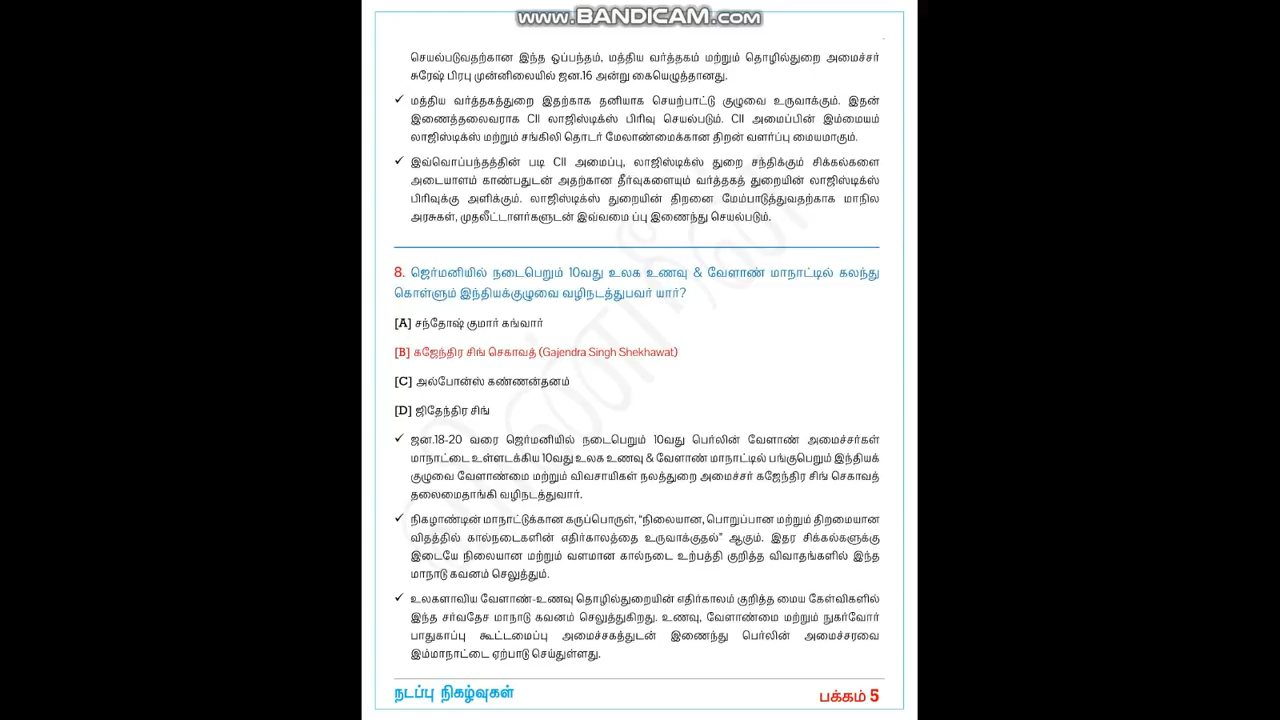 www.BANDICAM.com
செயல்படுவதற்கான இந்த ஒப்பந்தம், மத்திய வர்த்தகம் மற்றும் தொழில்துறை அமைச்சர்
சுரேஷ் பிரபு முன்னிலையில் ஜன.16 அன்று கையெழுத்தானது.
✓ மத்திய வர்த்தகத்துறை இதற்காக தனியாக செயற்பாட்டு குழுவை உருவாக்கும். இதன்
இணைத்தலைவராக CII லாஜிஸ்டிக்ஸ் பிரிவு செயல்படும். CII அமைப்பின் இம்மையம்
லாஜிஸ்டிக்ஸ் மற்றும் சங்கிலி தொடர் மேலாண்மைக்கான திறன் வளர்ப்பு மையமாகும்.
✓ இவ்வொப்பந்தத்தின் படி CII அமைப்பு, லாஜிஸ்டிக்ஸ் துறை சந்திக்கும் சிக்கல்களை
அடையாளம் காண்பதுடன் அதற்கான தீர்வுகளையும் வர்த்தகத் துறையின் லாஜிஸ்டிக்ஸ்
பிரிவுக்கு அளிக்கும். லாஜிஸ்டிக்ஸ் துறையின் திறனை மேம்பாடுத்துவதற்காக மாநில
அரசுகள், முதலீட்டாளர்களுடன் இவ்வமை ப்பு இணைந்து செயல்படும்.
8. ஜெர்மனியில் நடைபெறும் 10வது உலக உணவு & வேளாண் மாநாட்டில் கலந்து
கொள்ளும் இந்தியக்குழுவை வழிநடத்துபவர் யார்?
[A] சந்தோஷ் குமார் கங்வார்
[B] கஜேந்திர சிங் செகாவத் (Gajendra Singh Shekhawat)
[C] அல்போன்ஸ் கண்ணன்தனம்
[D] ஜிதேந்திர சிங்
✓ ஜன.18-20 வரை ஜெர்மனியில் நடைபெறும் 10வது பெர்லின் வேளாண் அமைச்சர்கள்
மாநாட்டை உள்ளடக்கிய 10வது உலக உணவு & வேளாண் மாநாட்டில் பங்குபெறும் இந்தியக்
குழுவை வேளாண்மை மற்றும் விவசாயிகள் நலத்துறை அமைச்சர் கஜேந்திர சிங் செகாவத்
தலைமைதாங்கி வழிநடத்துவார்.
✓ நிகழாண்டின் மாநாட்டுக்கான கருப்பொருள், “நிலையான, பொறுப்பான மற்றும் திறமையான
விதத்தில் கால்நடைகளின் எதிர்காலத்தை உருவாக்குதல்” ஆகும். இதர சிக்கல்களுக்கு
இடையே நிலையான மற்றும் வளமான கால்நடை உற்பத்தி குறித்த விவாதங்களில் இந்த
மாநாடு கவனம் செலுத்தும்.
✓ உலகளாவிய வேளாண்-உணவு தொழில்துறையின் எதிர்காலம் குறித்த மைய கேள்விகளில்
இந்த சர்வதேச மாநாடு கவனம் செலுத்துகிறது. உணவு, வேளாண்மை மற்றும் நுகர்வோர்
பாதுகாப்பு கூட்டமைப்பு அமைச்சகத்துடன் இணைந்து பெர்லின் அமைச்சரவை
இம்மாநாட்டை ஏற்பாடு செய்துள்ளது.
நடப்பு நிகழ்வுகள்
பக்கம் 5